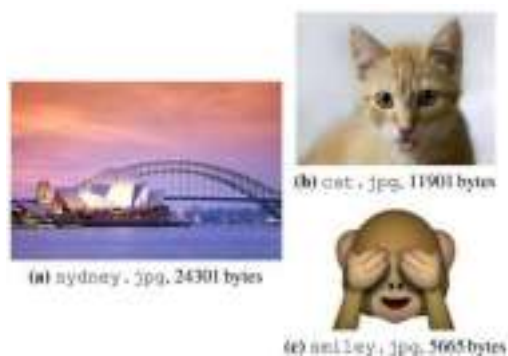 (a) sydney.jpg, 24301 bytes
(b) cat.jpg, 11901 bytes
(c) smiley.jpg, 5665 bytes